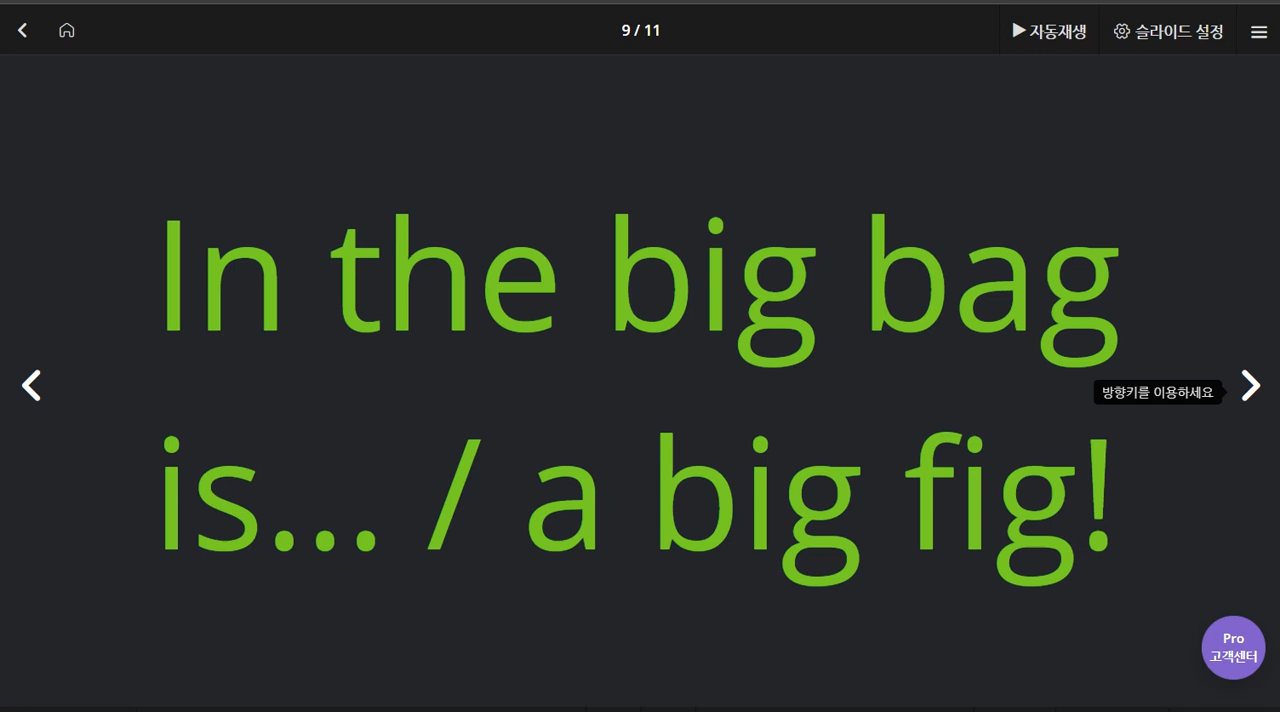 9 / 11
▶ 자동재생
슬라이드 설정
In the big bag
is... / a big fig!
방향키를 이용하세요
Pro
고객센터